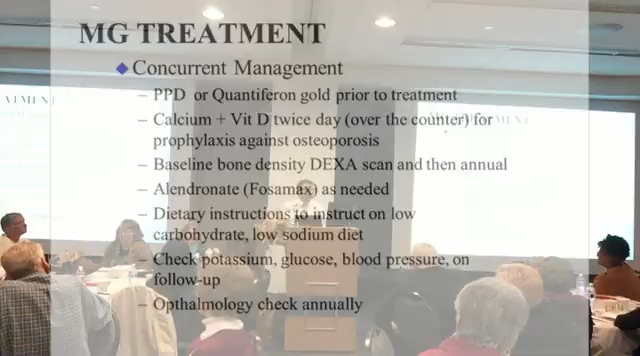 MG TREATMENT
Concurrent Management
– PPD or Quantiferon gold prior to treatment
– Calcium + Vit D twice day (over the counter) for
prophylaxis against osteoporosis
– Baseline bone density DEXA scan and then annual
– Alendronate (Fosamax) as needed
– Dietary instructions to instruct on low
carbohydrate, low sodium diet
– Check potassium, glucose, blood pressure, on
follow-up
– Opthalmology check annually